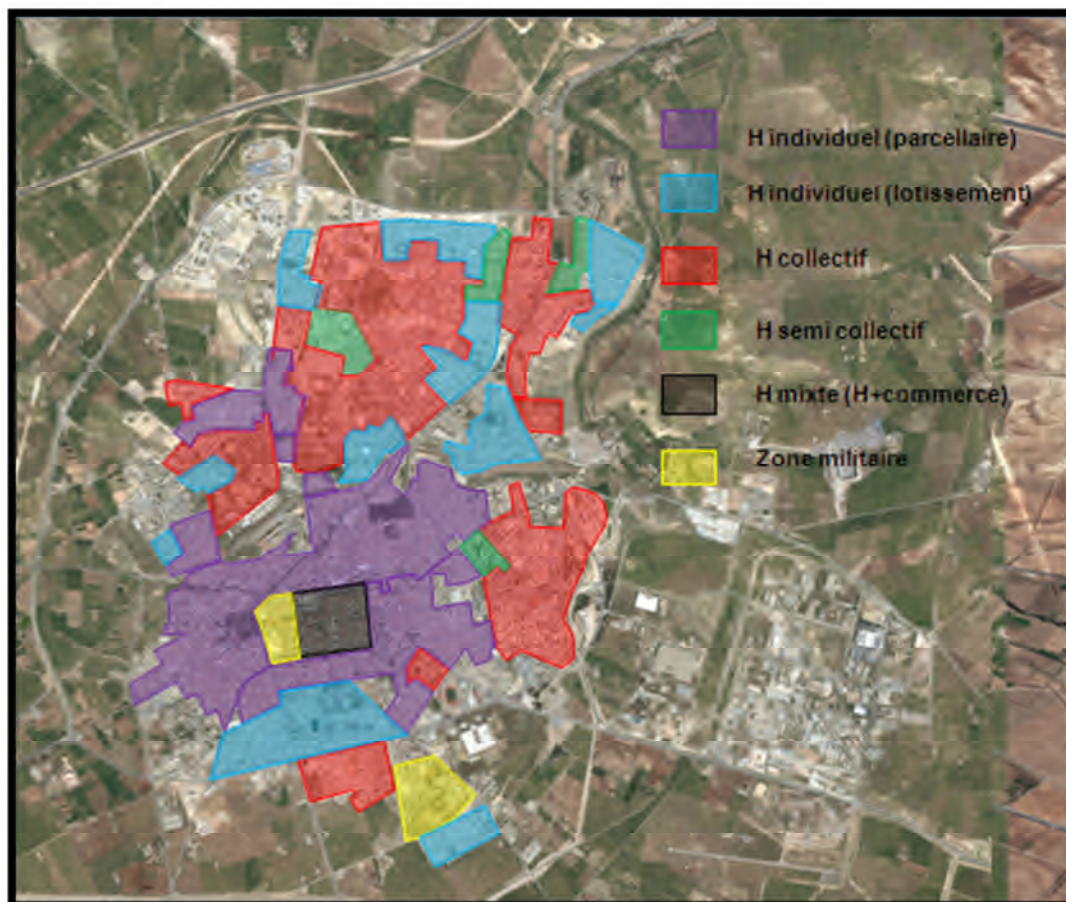 H individuel (parcellaire)
H individuel (lotissement)
H collectif
H semi collectif
H mixte (H+commerce)
Zone militaire